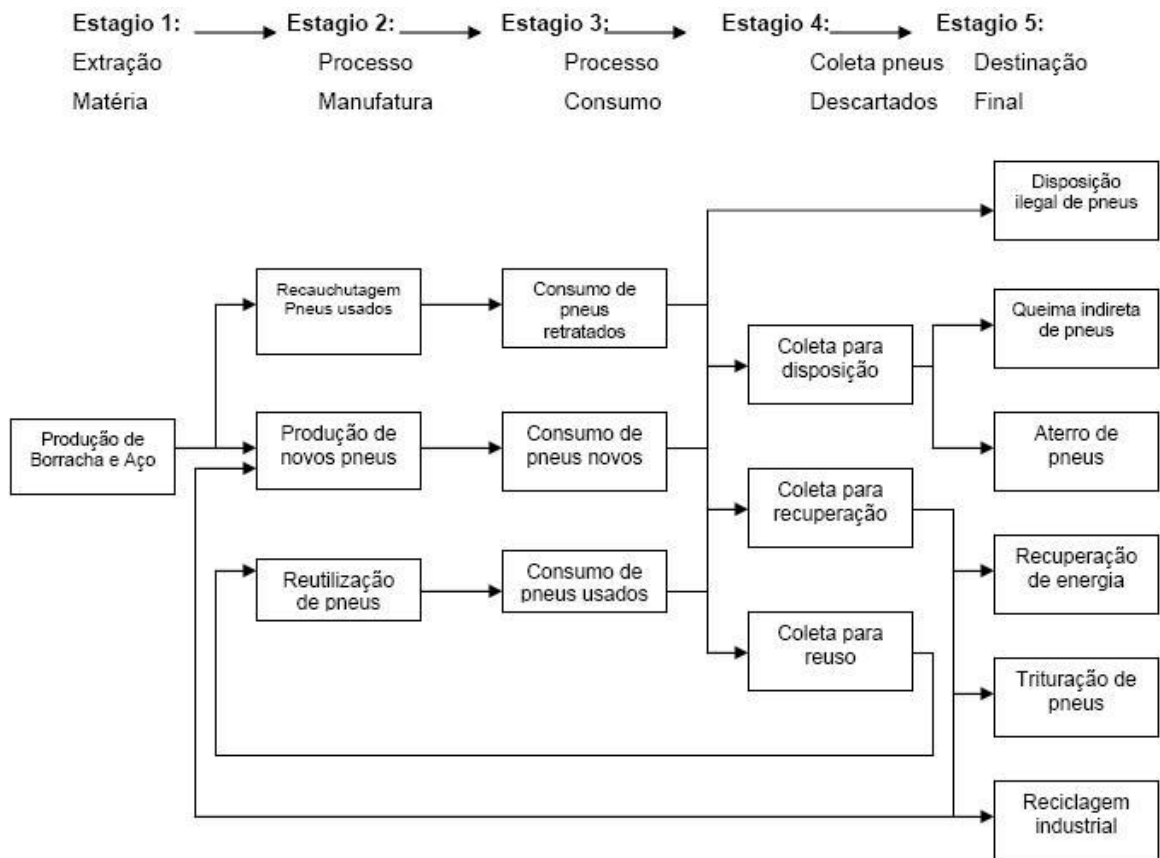 Estagio 1:
Extração
Matéria
Estagio 2:
Processo
Manufatura
Estagio 3:
Processo
Consumo
Estagio 4:
Coleta pneus
Descartados
Estagio 5:
Destinação
Final
Produção de
Borracha e Aço
Recauchutagem
Pneus usados
Produção de
novos pneus
Reutilização
de pneus
Consumo de
pneus
retratados
Consumo de
pneus novos
Consumo de
pneus usados
Coleta para
disposição
Coleta para
recuperação
Coleta para
reuso
Disposição
ilegal de pneus
Queima indireta
de pneus
Aterro de
pneus
Recuperação
de energia
Trituração de
pneus
Reciclagem
industrial